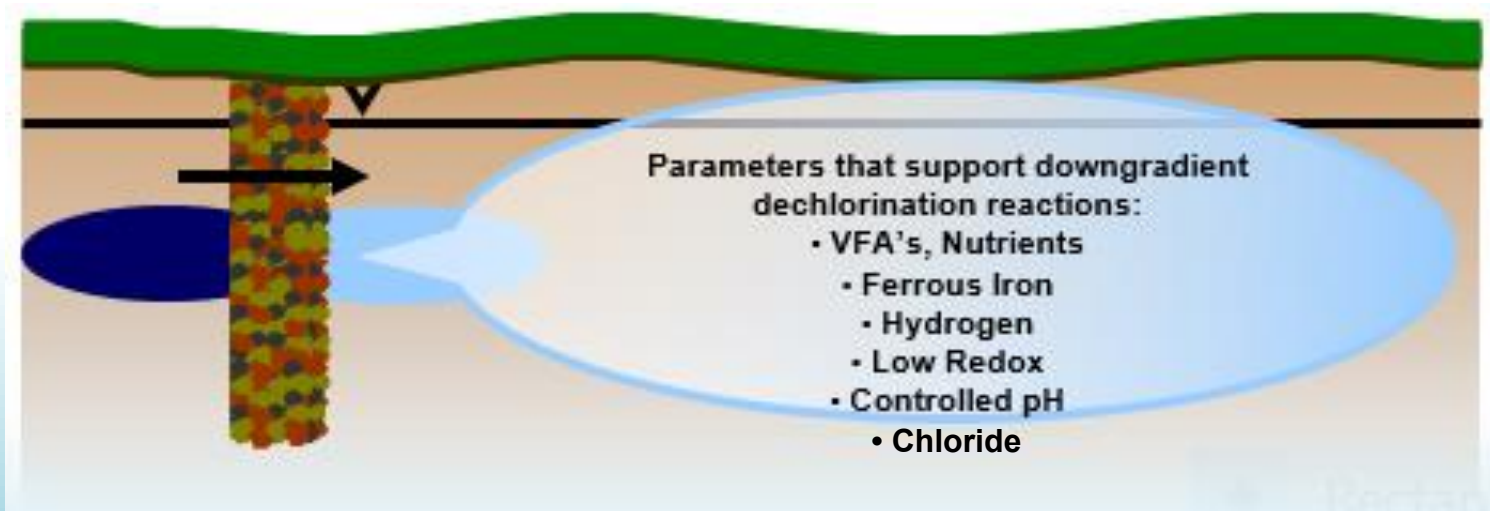 Parameters that support downgradient
dechlorination reactions:
• VFA's, Nutrients
• Ferrous Iron
• Hydrogen
• Low Redox
• Controlled pH
• Chloride